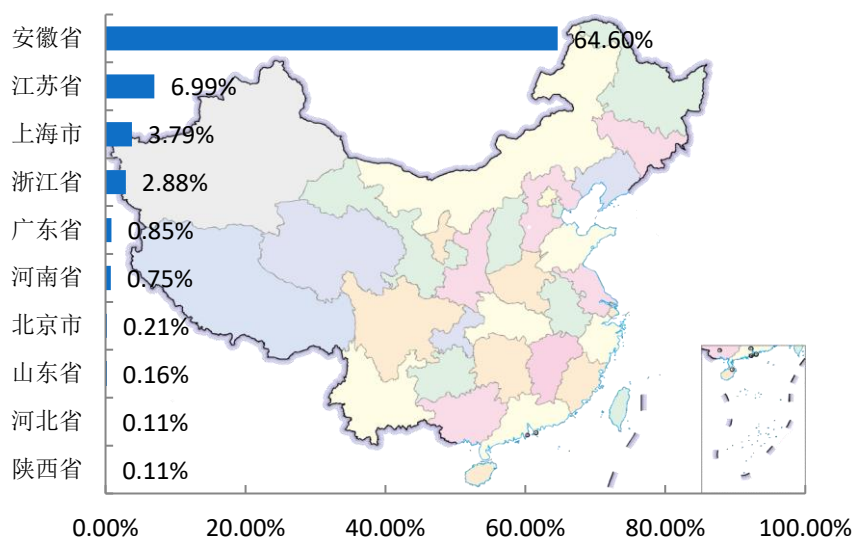 安徽省 64.60%
江苏省 6.99%
上海市 3.79%
浙江省 2.88%
广东省 0.85%
河南省 0.75%
北京市 0.21%
山东省 0.16%
河北省 0.11%
陕西省 0.11%
0.00% 20.00% 40.00% 60.00% 80.00% 100.00%